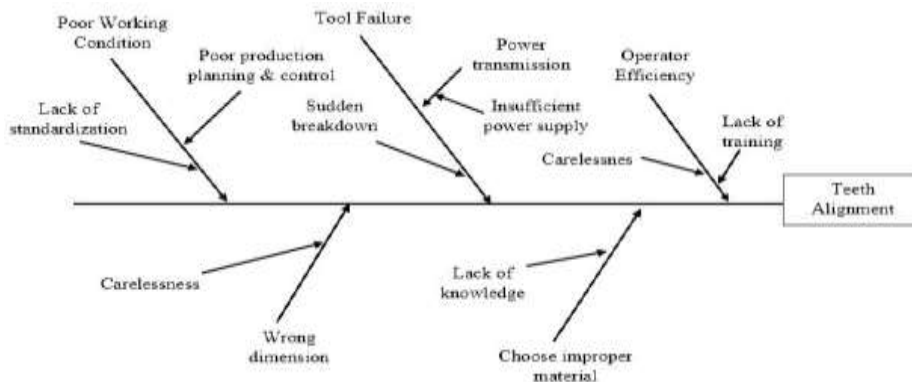 Poor Working
Condition
Poor production
planning & control
Lack of
standardization
Tool Failure
Power
transmission
Sudden
breakdown
Insufficient
power supply
Operator
Efficiency
Carelessnes
Lack of
training
Teeth
Alignment
Carelessness
Wrong
dimension
Lack of
knowledge
Choose improper
material